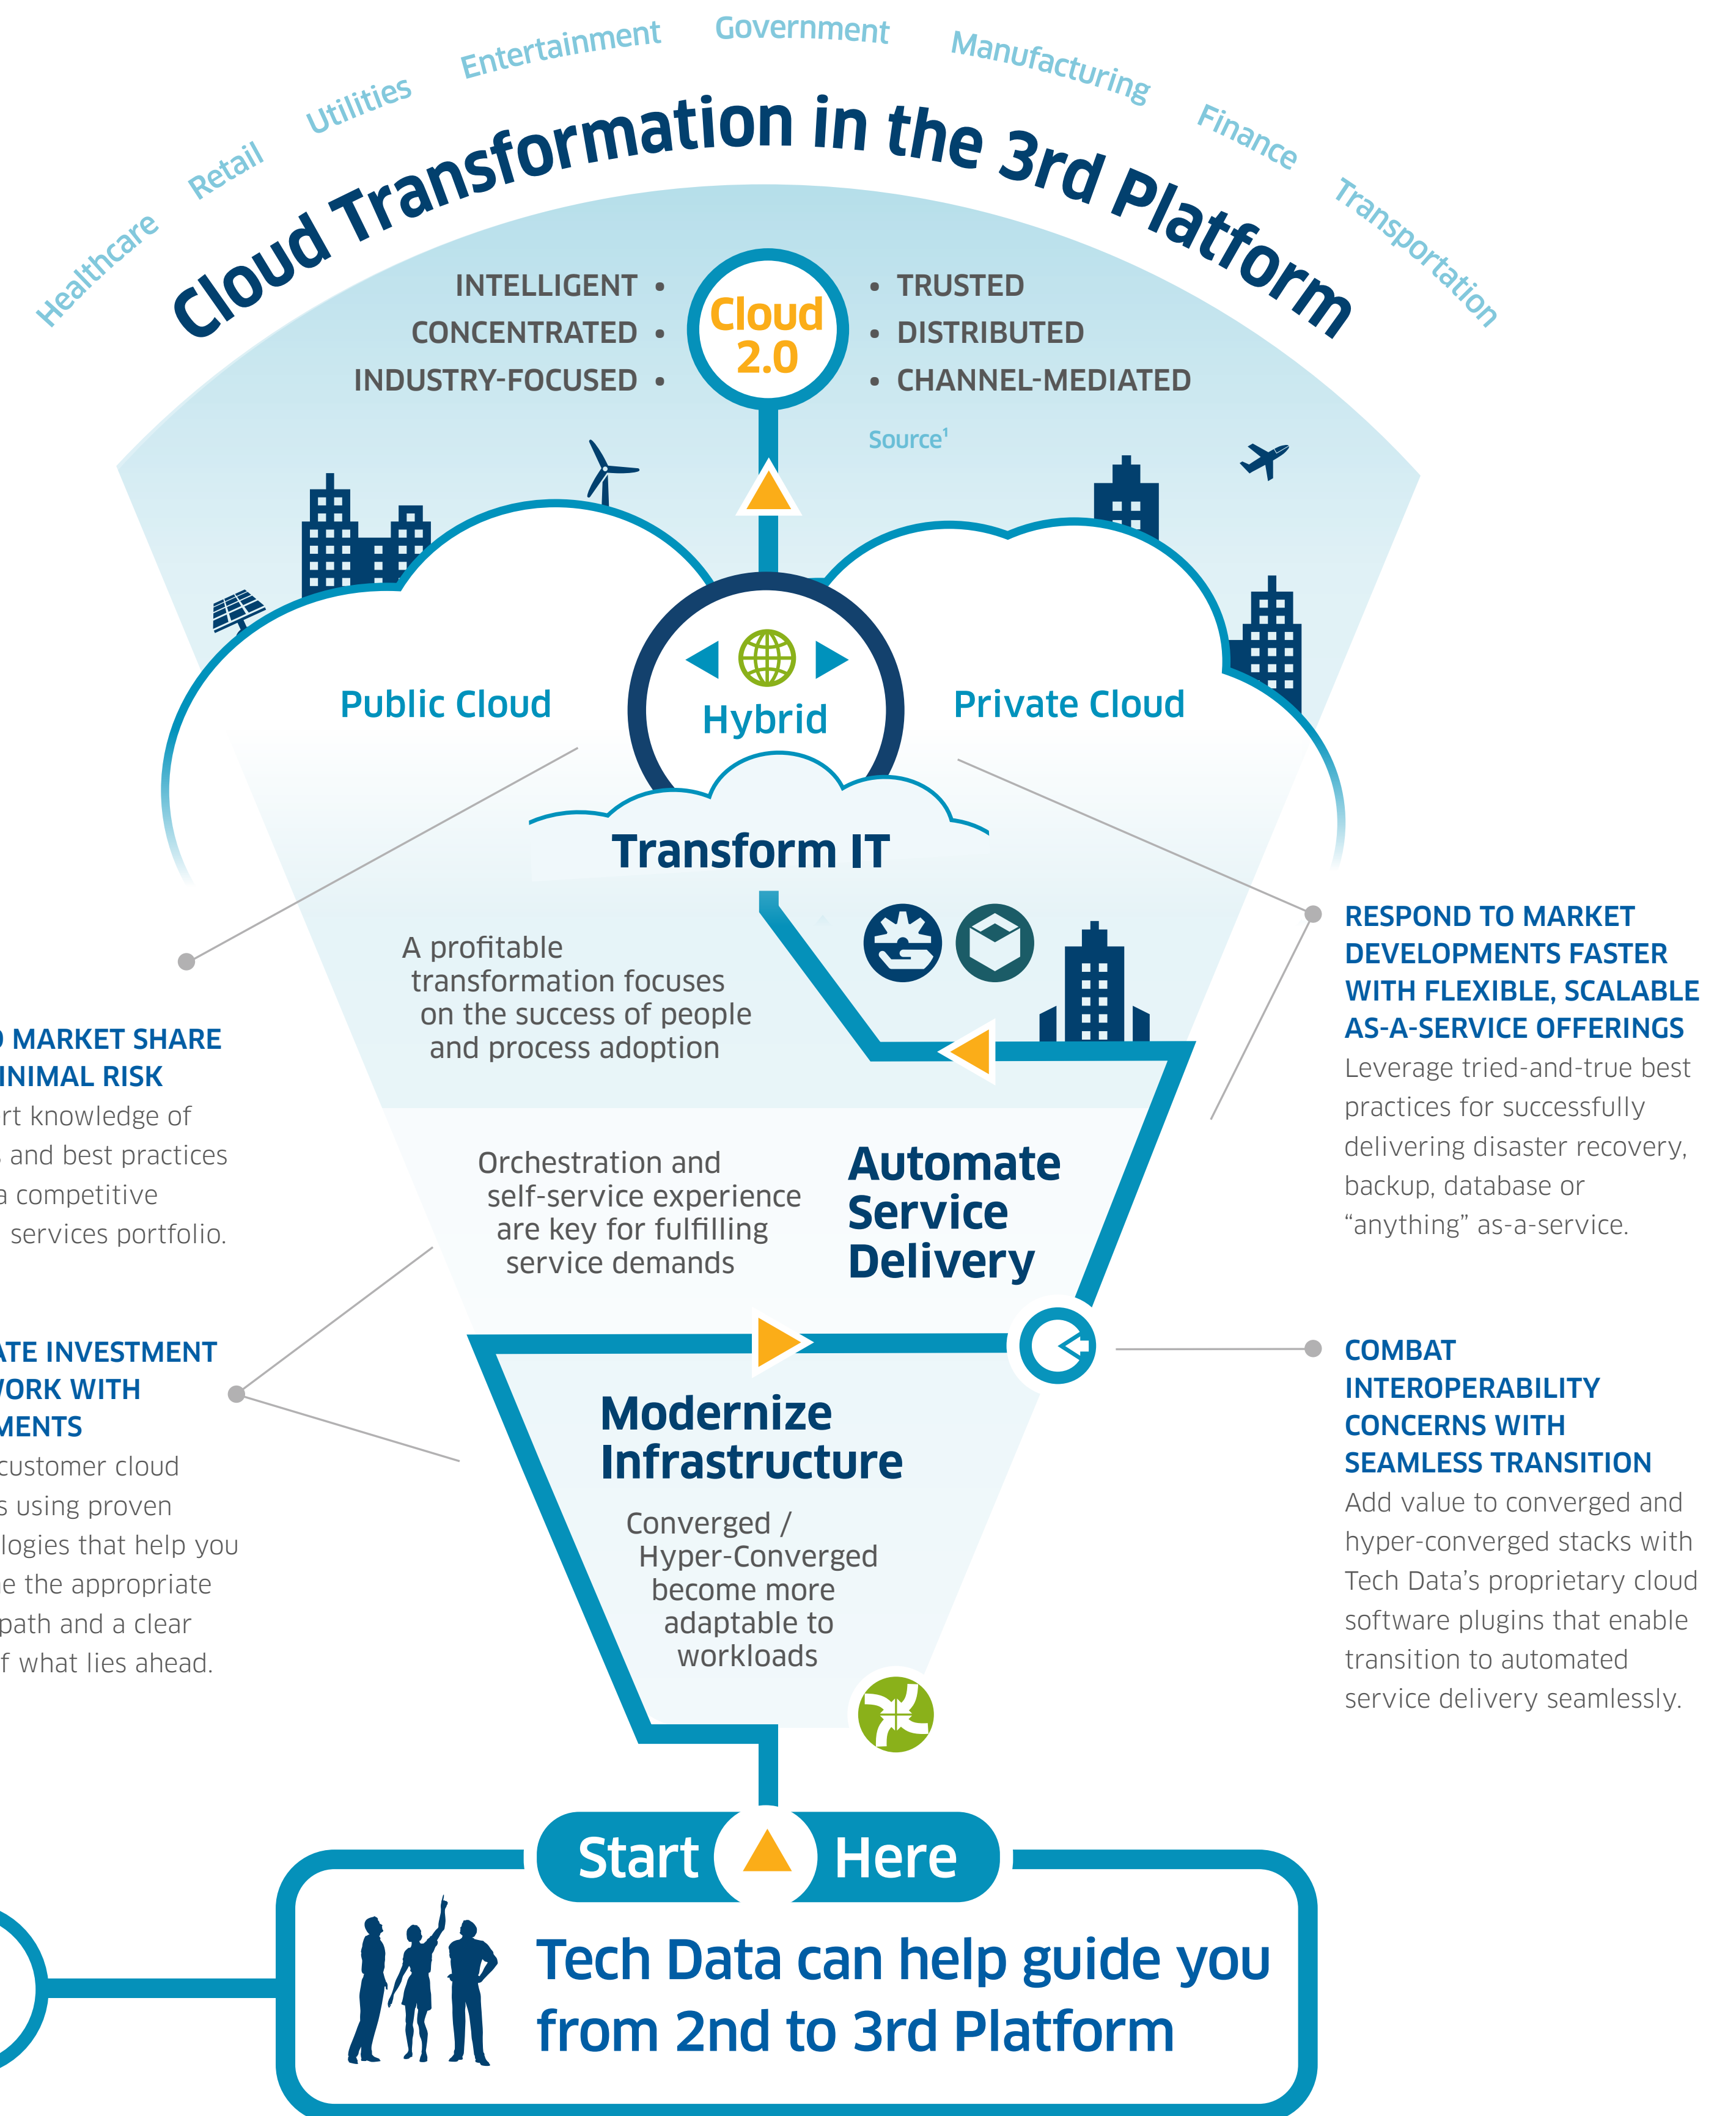 Healthcare
Retail
Utilities
Entertainment
Government
Manufacturing
Finance
Transportation
Cloud Transformation in the 3rd Platform
INTELLIGENT •
CONCENTRATED •
INDUSTRY-FOCUSED •
Cloud
2.0
• TRUSTED
• DISTRIBUTED
• CHANNEL-MEDIATED
Source¹
Public Cloud
Hybrid
Private Cloud
Transform IT
A profitable
transformation focuses
on the success of people
and process adoption
MARKET SHARE
RISK
knowledge of
and best practices
a competitive
services portfolio.
RESPOND TO MARKET
DEVELOPMENTS FASTER
WITH FLEXIBLE, SCALABLE
AS-A-SERVICE OFFERINGS
Leverage tried-and-true best
practices for successfully
delivering disaster recovery,
backup, database or
“anything” as-a-service.
Orchestration and
self-service experience
are key for fulfilling
service demands
Automate
Service
Delivery
INVESTMENT
WITH
customer cloud
using proven
that help you
the appropriate
path and a clear
what lies ahead.
COMBAT
INTEROPERABILITY
CONCERNS WITH
SEAMLESS TRANSITION
Add value to converged and
hyper-converged stacks with
Tech Data’s proprietary cloud
software plugins that enable
transition to automated
service delivery seamlessly.
Modernize
Infrastructure
Converged /
Hyper-Converged
become more
adaptable to
workloads
Start Here
Tech Data can help guide you
from 2nd to 3rd Platform